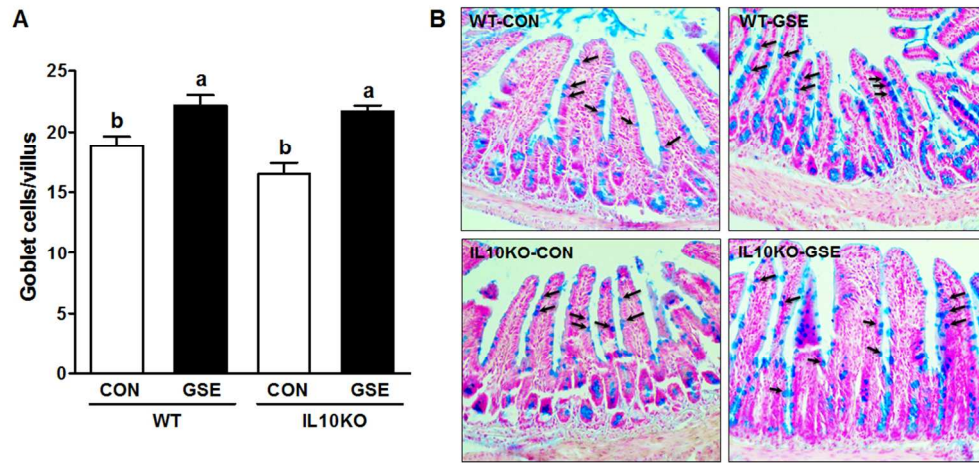 A
Goblet cells/villus
25
20
15
10
5
0
b
a
b
a
CON GSE CON GSE
WT IL10KO
B
WT-CON
WT-GSE
IL10KO-CON
IL10KO-GSE